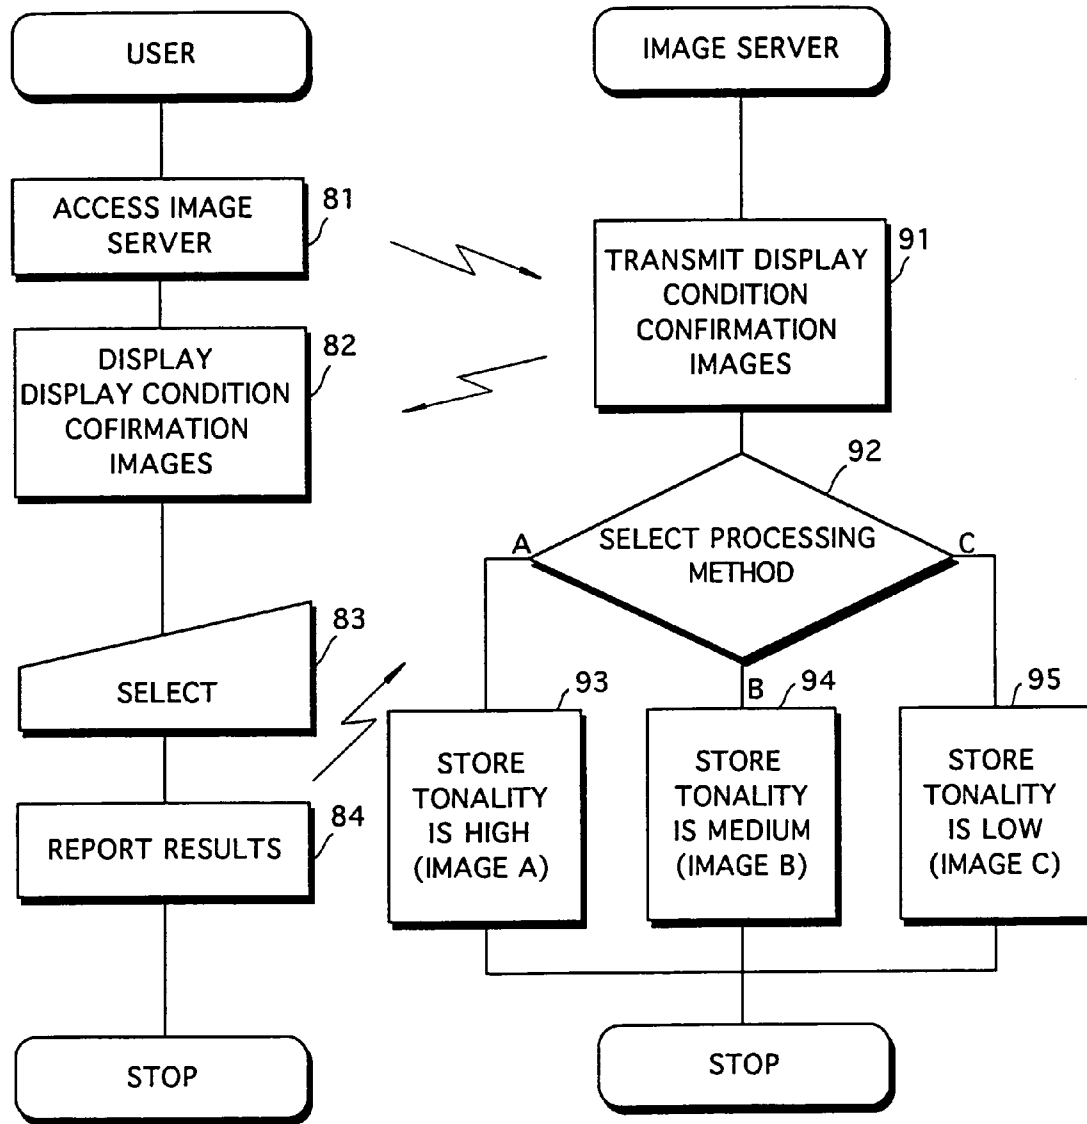 USER
ACCESS IMAGE
SERVER
81
DISPLAY
DISPLAY CONDITION
COFIRMATION
IMAGES
82
SELECT
83
REPORT RESULTS
84
STOP
IMAGE SERVER
TRANSMIT DISPLAY
CONDITION
CONFIRMATION
IMAGES
91
SELECT PROCESSING
METHOD
92
A
B
C
STORE
TONALITY
IS HIGH
(IMAGE A)
93
STORE
TONALITY
IS MEDIUM
(IMAGE B)
94
STORE
TONALITY
IS LOW
(IMAGE C)
95
STOP